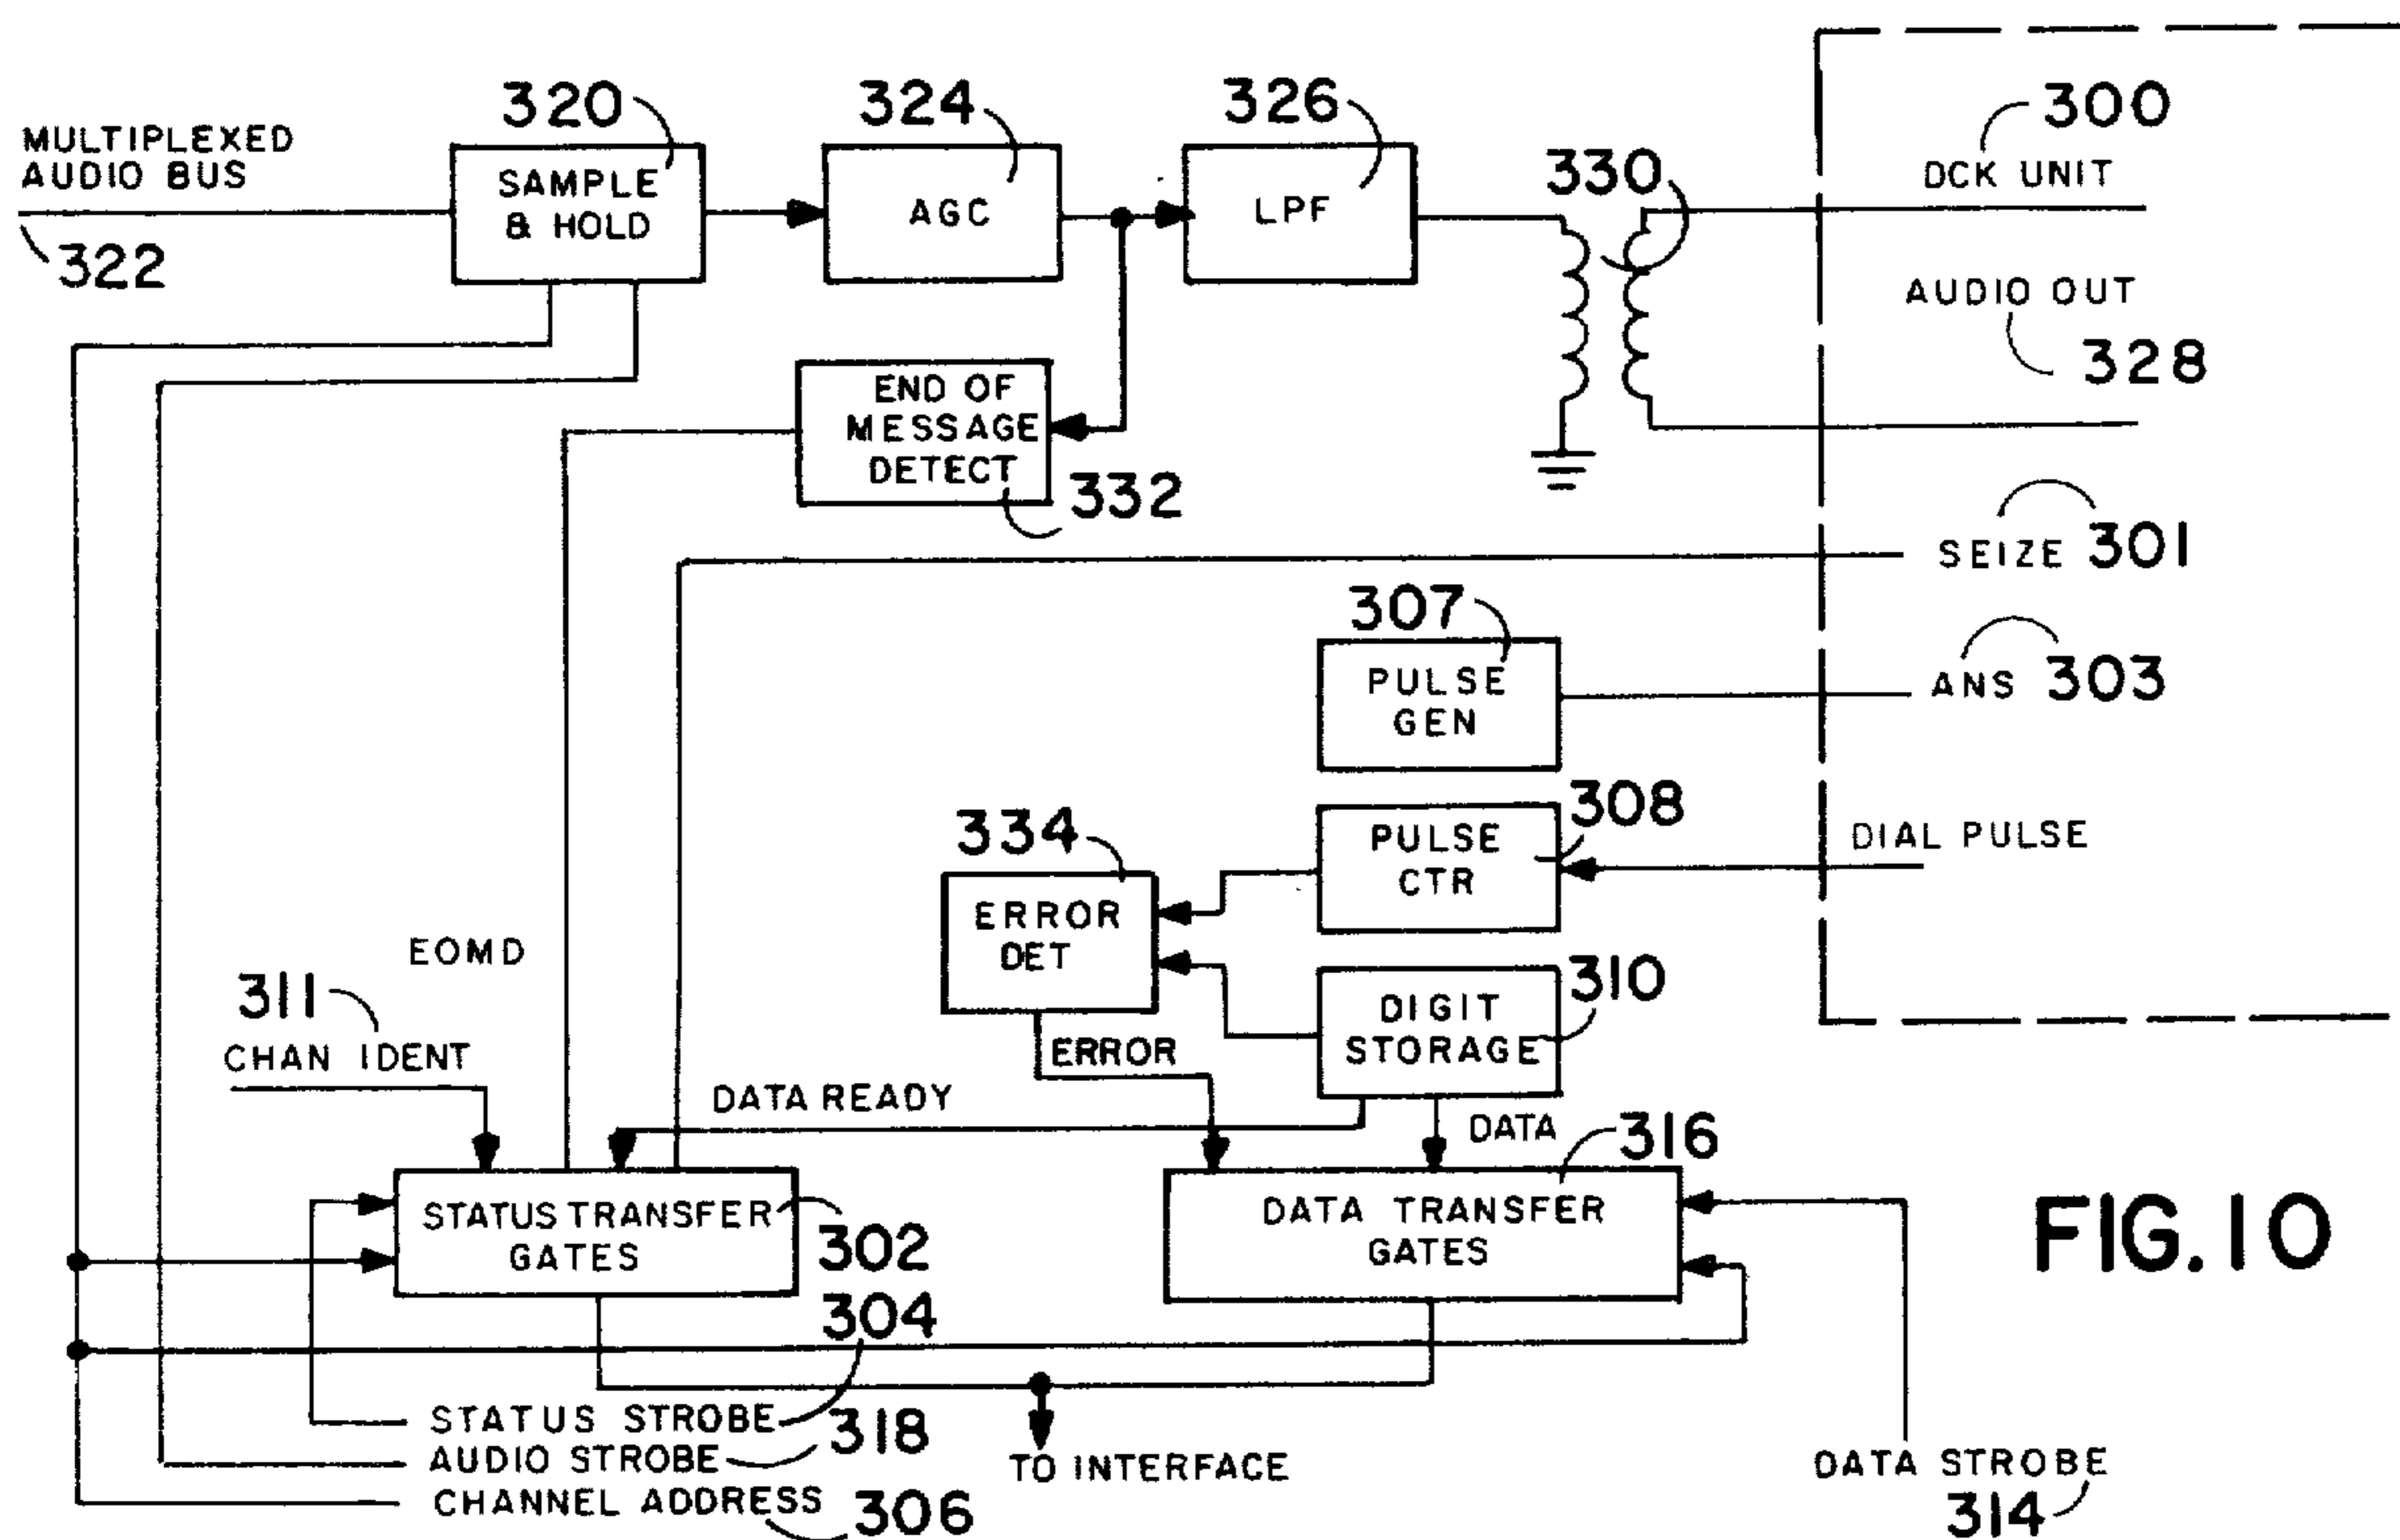 320
324
326
300
MULTIPLEXED
AUDIO BUS
SAMPLE
& HOLD
AGC
LPF
330
DCK UNIT
322
AUDIO OUT
328
END OF
MESSAGE
DETECT
332
SEIZE 301
307
PULSE
GEN
ANS 303
308
334
PULSE
CTR
DIAL PULSE
ERROR
DET
EOMD
310
311
DIGIT
STORAGE
CHAN IDENT
ERROR
DATA READY
DATA
316
STATUS TRANSFER
GATES
302
DATA TRANSFER
GATES
FIG. 10
304
STATUS STROBE
318
AUDIO STROBE
TO INTERFACE
DATA STROBE
314
CHANNEL ADDRESS
306